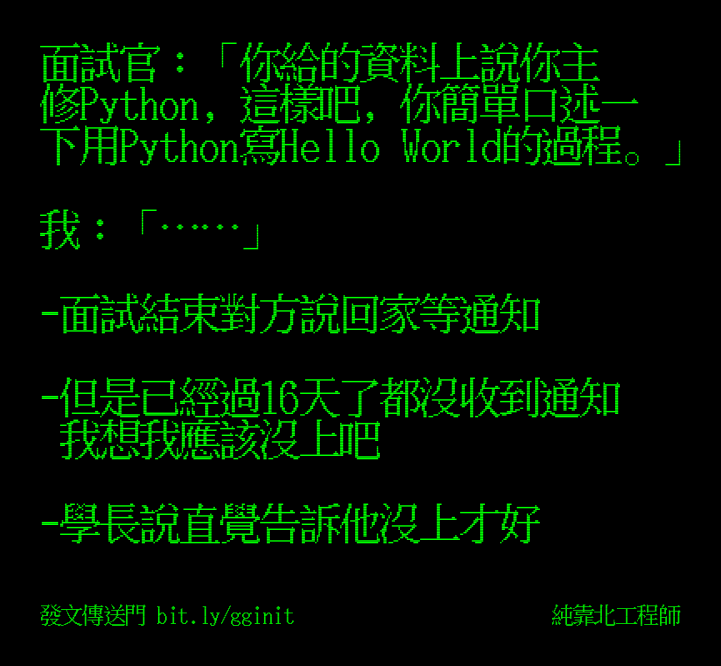 面試官：「你給的資料上說你主
修Python, 這樣吧, 你簡單口述一
下用Python寫Hello World的過程。」
我：「⋯⋯」
-面試結束對方說回家等通知
-但是已經過16天了都沒收到通知
我想我應該沒上吧
-學長說直覺告訴他沒上才好
發文傳送門 bit.ly/gginit
純靠北工程師